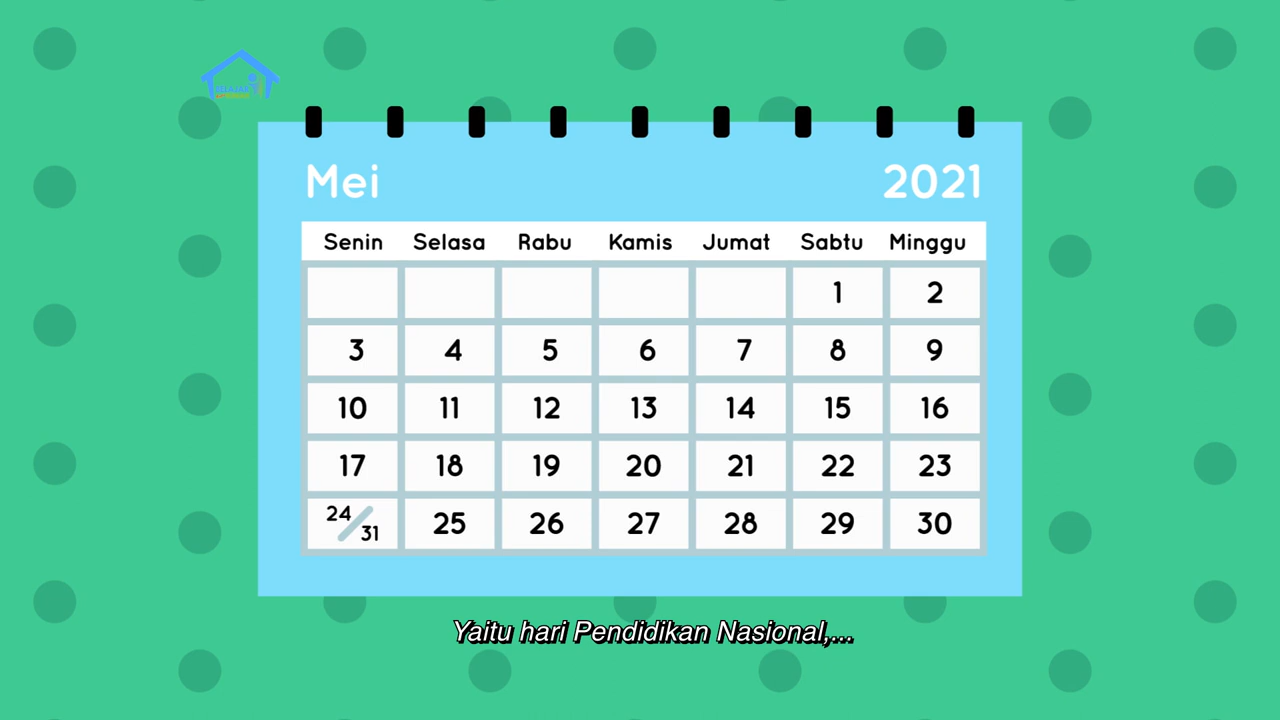 Mei 2021
Senin Selasa Rabu Kamis Jumat Sabtu Minggu
1 2
3 4 5 6 7 8 9
10 11 12 13 14 15 16
17 18 19 20 21 22 23
24/31 25 26 27 28 29 30
Yaitu hari Pendidikan Nasional,...